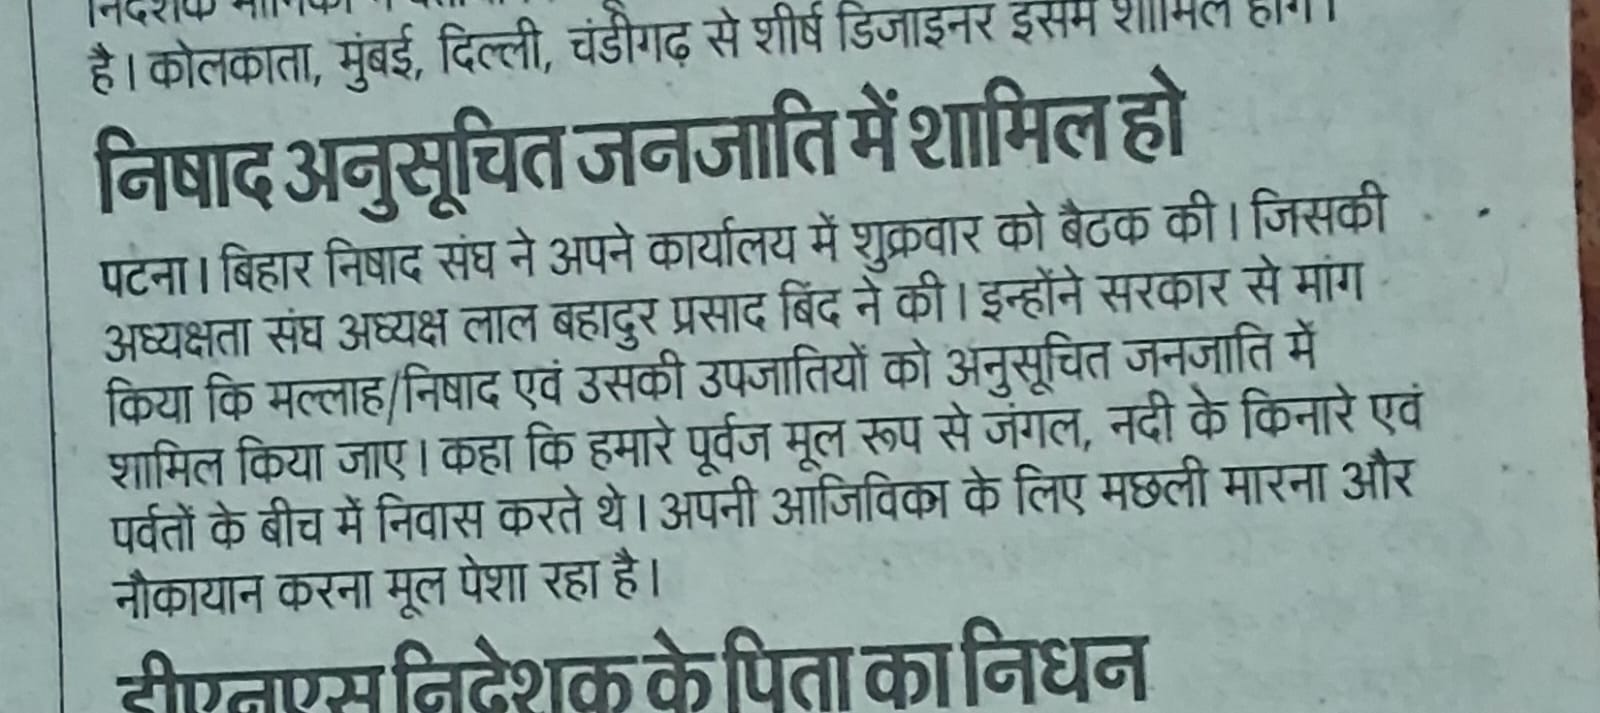 है। कोलकाता, मुंबई, दिल्ली, चंडीगढ़ से शीर्ष डिजाइनर इसमें शामिल होंगे।
निषाद अनुसूचित जनजाति में शामिल हो
पटना। बिहार निषाद संघ ने अपने कार्यालय में शुक्रवार को बैठक की। जिसकी
अध्यक्षता संघ अध्यक्ष लाल बहादुर प्रसाद बिंद ने की। इन्होंने सरकार से मांग
किया कि मल्लाह/निषाद एवं उसकी उपजातियों को अनुसूचित जनजाति में
शामिल किया जाए। कहा कि हमारे पूर्वज मूल रूप से जंगल, नदी के किनारे एवं
पर्वतों के बीच में निवास करते थे। अपनी आजिविका के लिए मछली मारना और
नौकायान करना मूल पेशा रहा है।
डीएनएस निदेशक के पिता का निधन